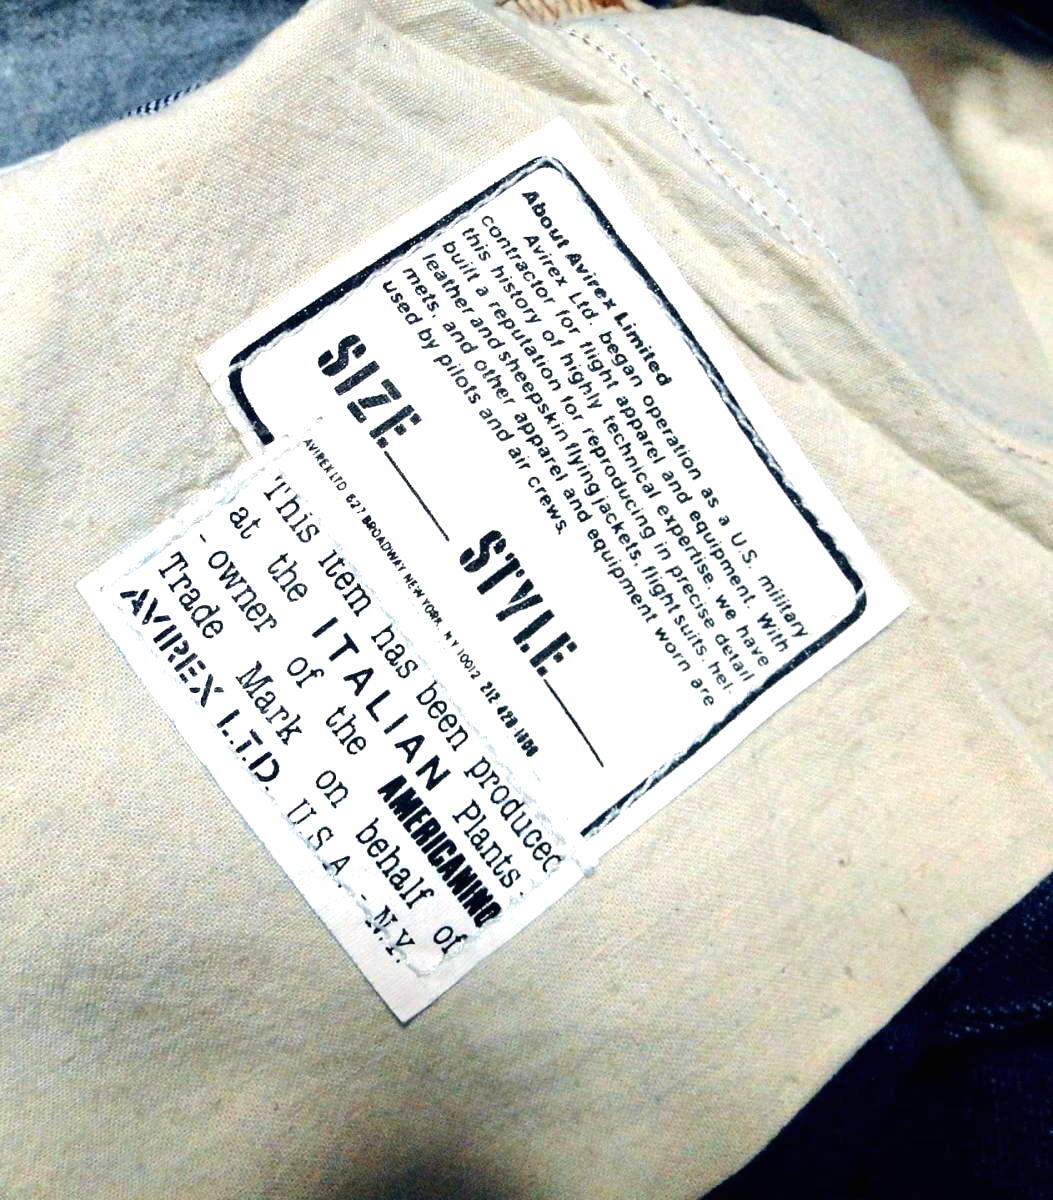 About Avirex Limited
Avirex Ltd. began operation as a U.S. military
contractor for flight apparel and equipment. With
this history of highly technical expertise, we have
built a reputation for reproducing in precise detail
leather and sheepskin flying jackets, flight suits, hel-
mets, and other apparel and equipment worn are
used by pilots and air crews.
SIZE STYLE
AVIREX LTD 627 BROADWAY NEW YORK, NY 10012 212
This item has been produced
at the ITALIAN Plants -
- owner of the AMERICANINO
Trade Mark on behalf of
AVIREX LTD. U.S.A. - N.Y.